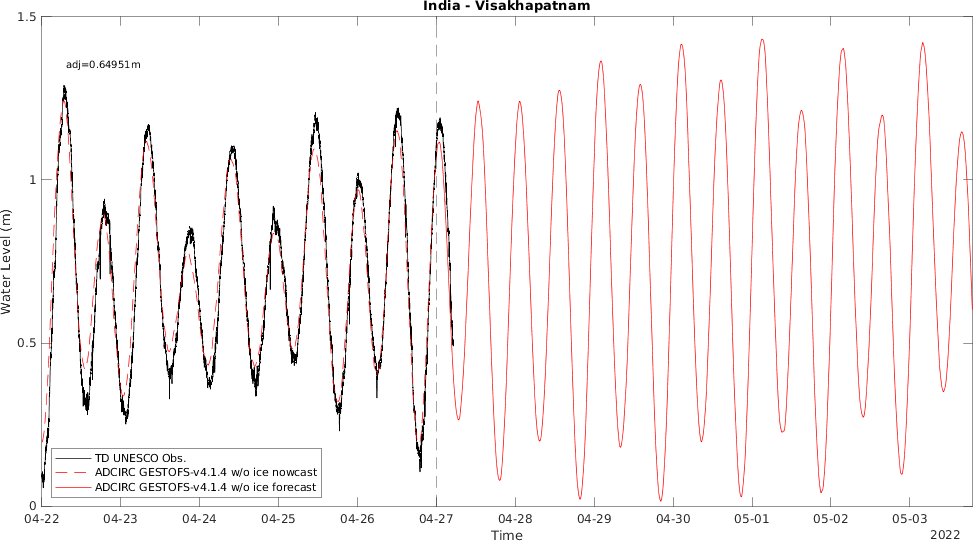 India - Visakhapatnam
adj=0.64951m
1.5
1
0.5
0
Water Level (m)
TD UNESCO Obs.
ADCIRC GESTOFS-v4.1.4 w/o ice nowcast
ADCIRC GESTOFS-v4.1.4 w/o ice forecast
04-22 04-23 04-24 04-25 04-26 04-27 04-28 04-29 04-30 05-01 05-02 05-03
Time
2022